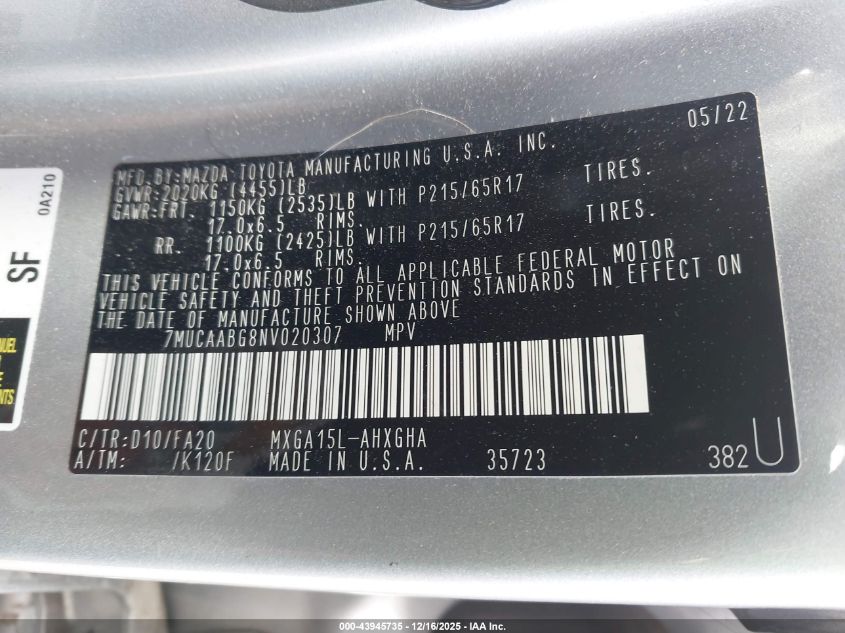 05/22
MFD.BY:MAZDA TOYOTA MANUFACTURING U.S.A. INC.
GVWR:2020KG (4455)LB
GAWR:FRT. 1150KG (2535)LB WITH P215/65R17 TIRES.
17.0x6.5 RIMS.
RR. 1100KG (2425)LB WITH P215/65R17 TIRES.
17.0x6.5 RIMS.
THIS VEHICLE CONFORMS TO ALL APPLICABLE FEDERAL MOTOR
VEHICLE SAFETY AND THEFT PREVENTION STANDARDS IN EFFECT ON
THE DATE OF MANUFACTURE SHOWN ABOVE
7MUCAABG8NV020307 MPV
C/TR:D10/FA20 MXGA15L-AHXGHA
A/TM: /K120F MADE IN U.S.A. 35723 382 U
0A210
SF
000-43945735 - 12/16/2025 - IAA Inc.